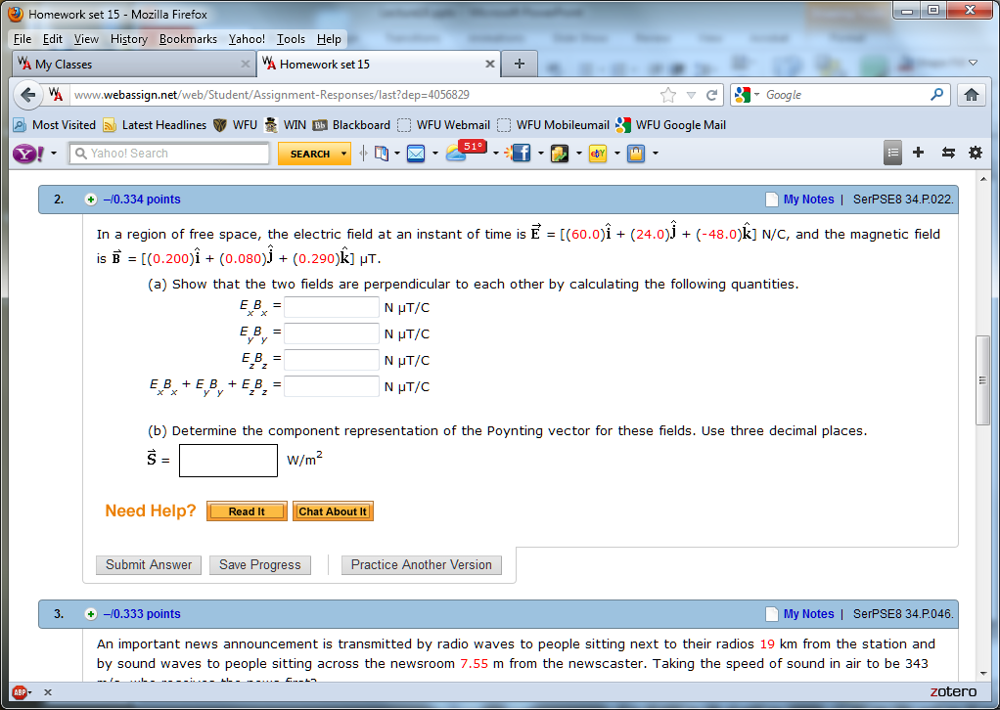 Homework set 15 - Mozilla Firefox
File Edit View History Bookmarks Yahoo! Tools Help
My Classes × Homework set 15 × +
www.webassign.net/web/Student/Assignment-Responses/last?dep=4056829 Google
Most Visited Latest Headlines WFU WIN Bb Blackboard WFU Webmail WFU Mobileumail WFU Google Mail
Y! Yahoo! Search SEARCH 51° eBY
2. –/0.334 points My Notes | SerPSE8 34.P.022.
In a region of free space, the electric field at an instant of time is E⃗ = [(60.0)î + (24.0)ĵ + (-48.0)k̂] N/C, and the magnetic field
is B⃗ = [(0.200)î + (0.080)ĵ + (0.290)k̂] µT.
(a) Show that the two fields are perpendicular to each other by calculating the following quantities.
ExBx = N µT/C
EyBy = N µT/C
EzBz = N µT/C
ExBx + EyBy + EzBz = N µT/C
(b) Determine the component representation of the Poynting vector for these fields. Use three decimal places.
S⃗ = W/m²
Need Help? Read It Chat About It
Submit Answer Save Progress Practice Another Version
3. –/0.333 points My Notes | SerPSE8 34.P.046.
An important news announcement is transmitted by radio waves to people sitting next to their radios 19 km from the station and
by sound waves to people sitting across the newsroom 7.55 m from the newscaster. Taking the speed of sound in air to be 343
m/s, who receives the news first?
ABP × zotero